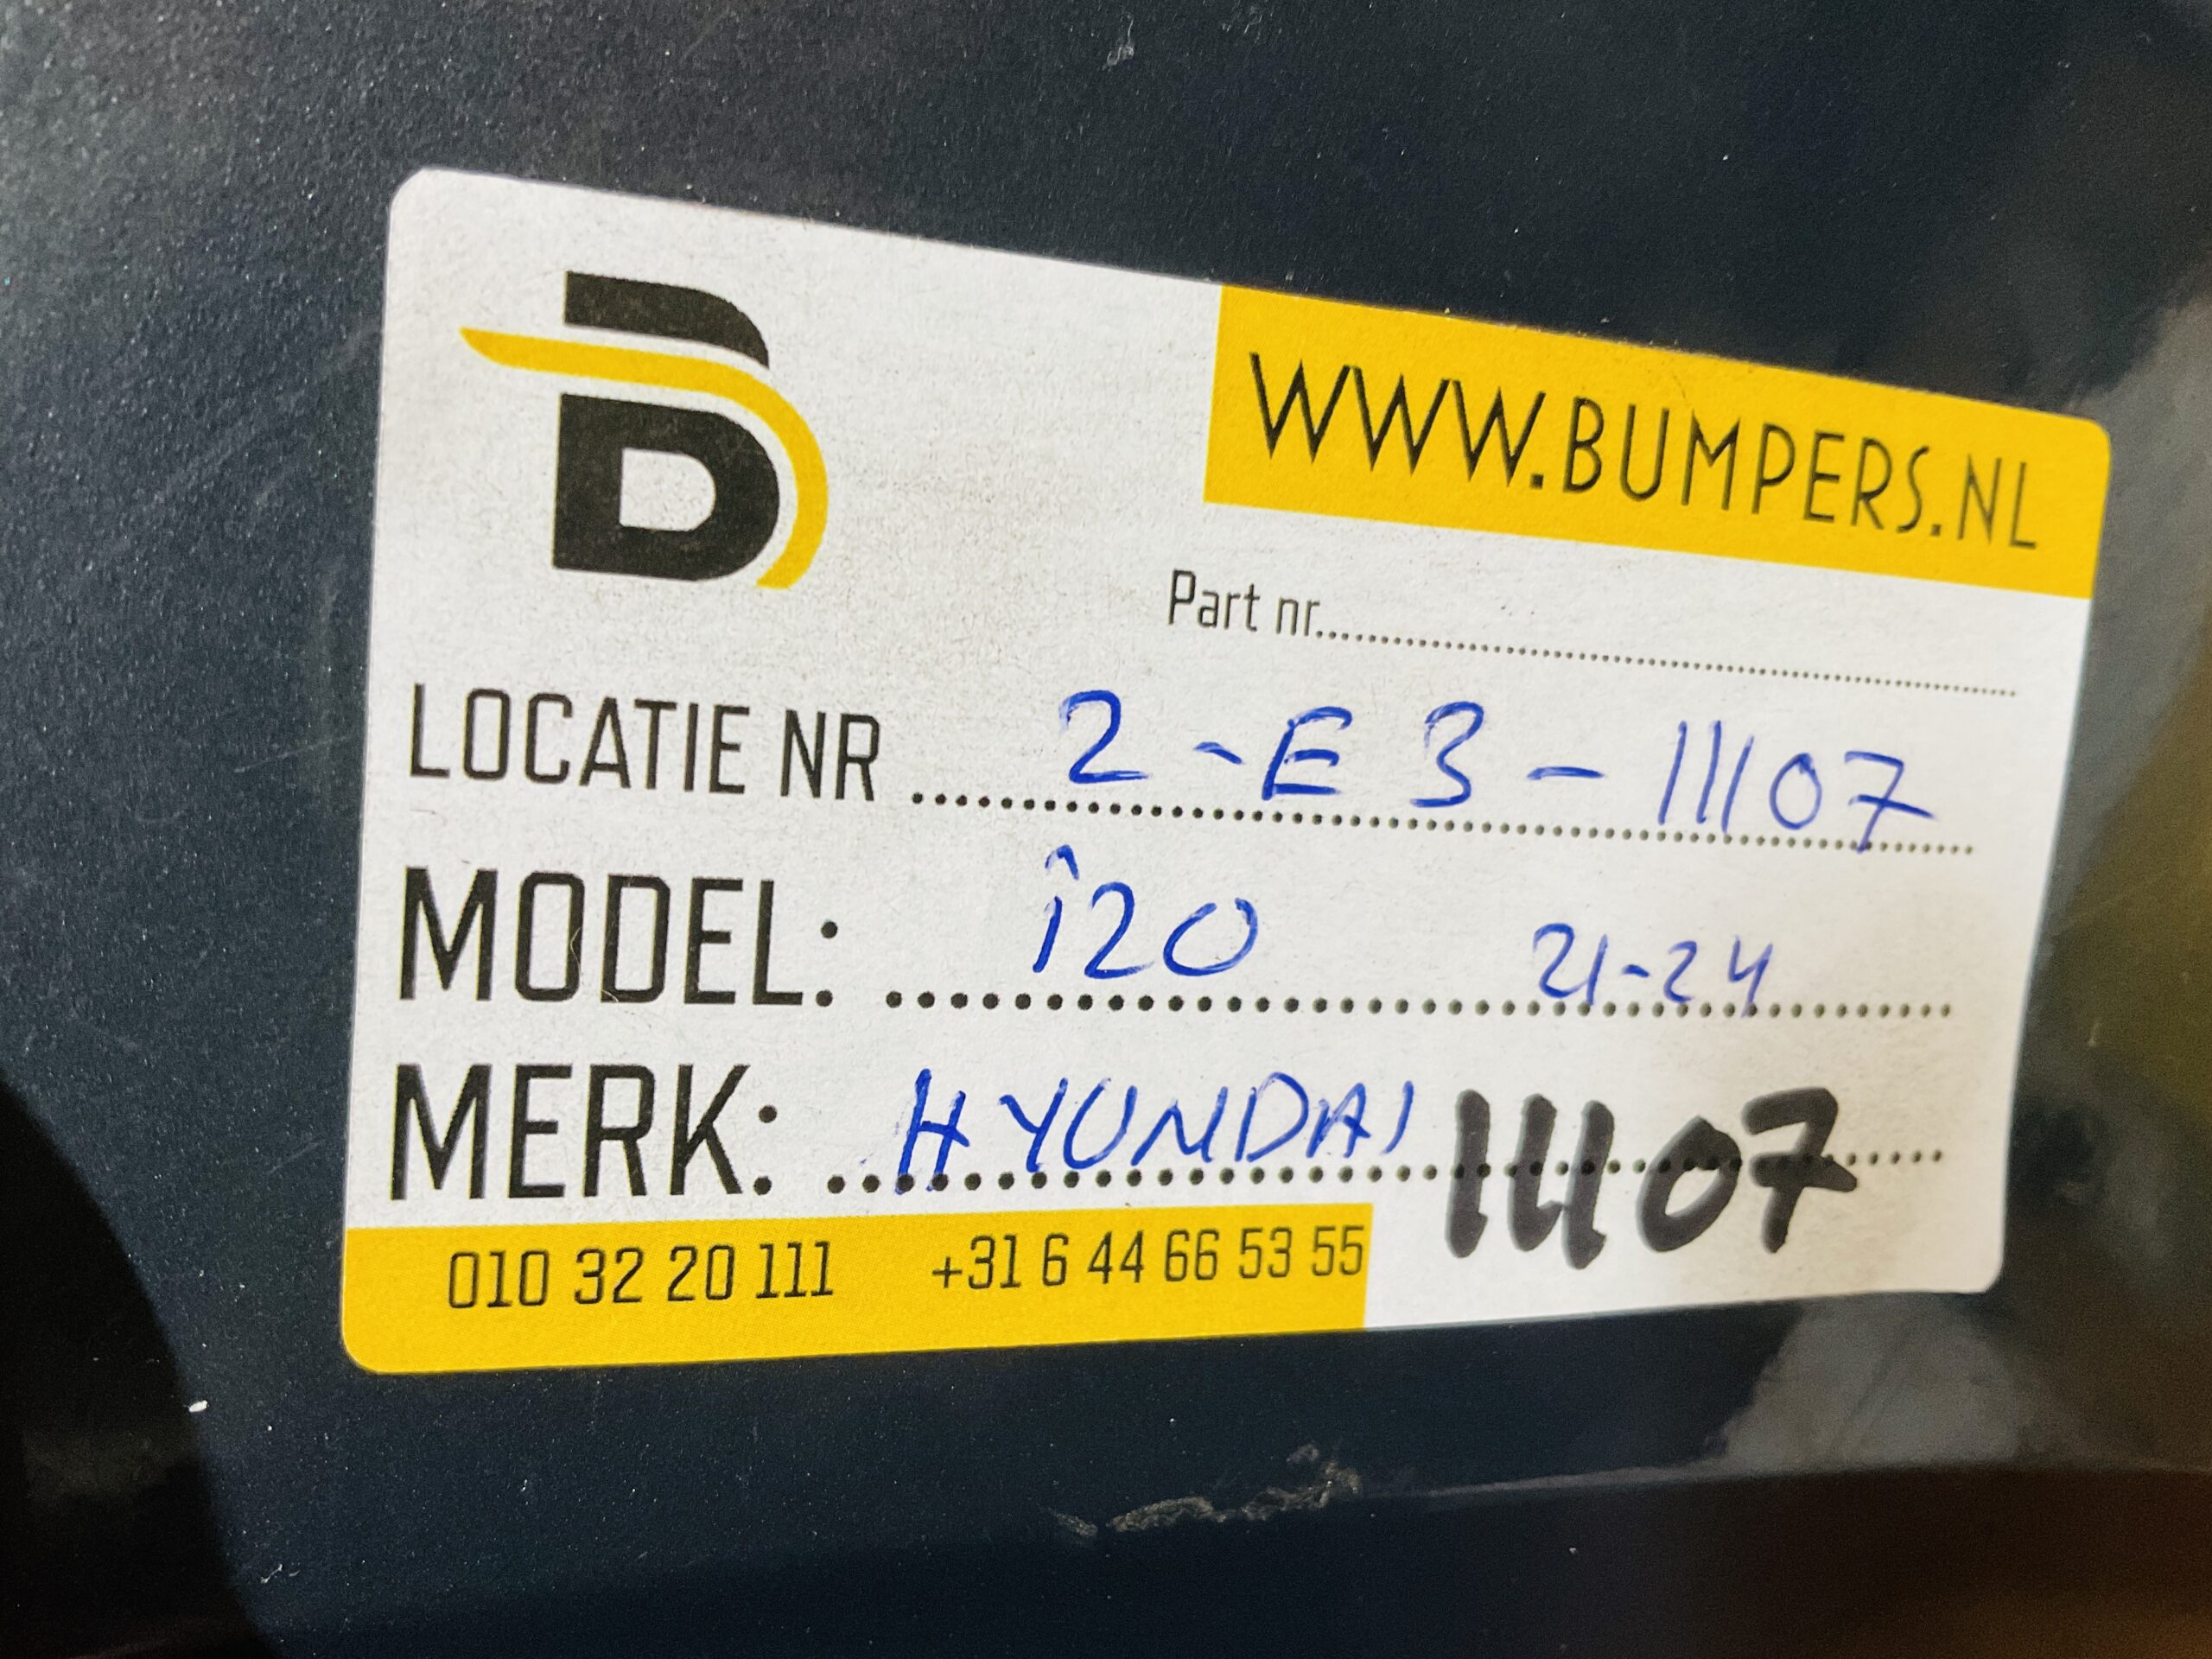 B
WWW.BUMPERS.NL
Part nr.
LOCATIE NR 2-E3-11107
MODEL: i20 21-24
MERK: HYUNDAI 11107
010 32 20 111 +31 6 44 66 53 55